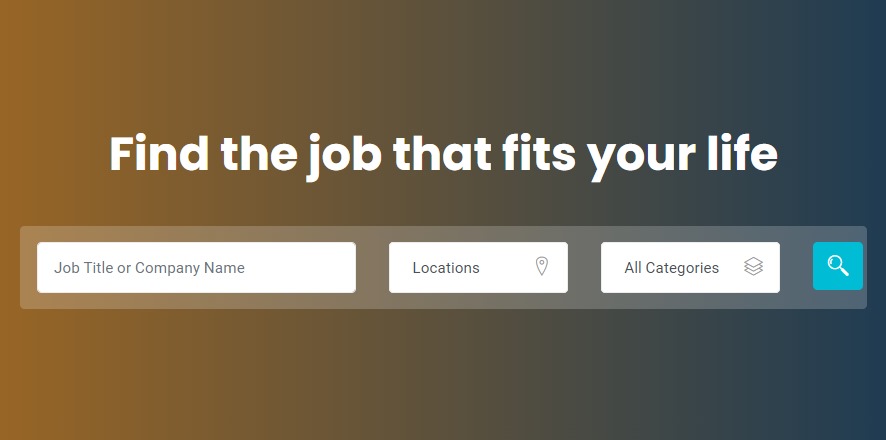 Find the job that fits your life
Job Title or Company Name
Locations
All Categories